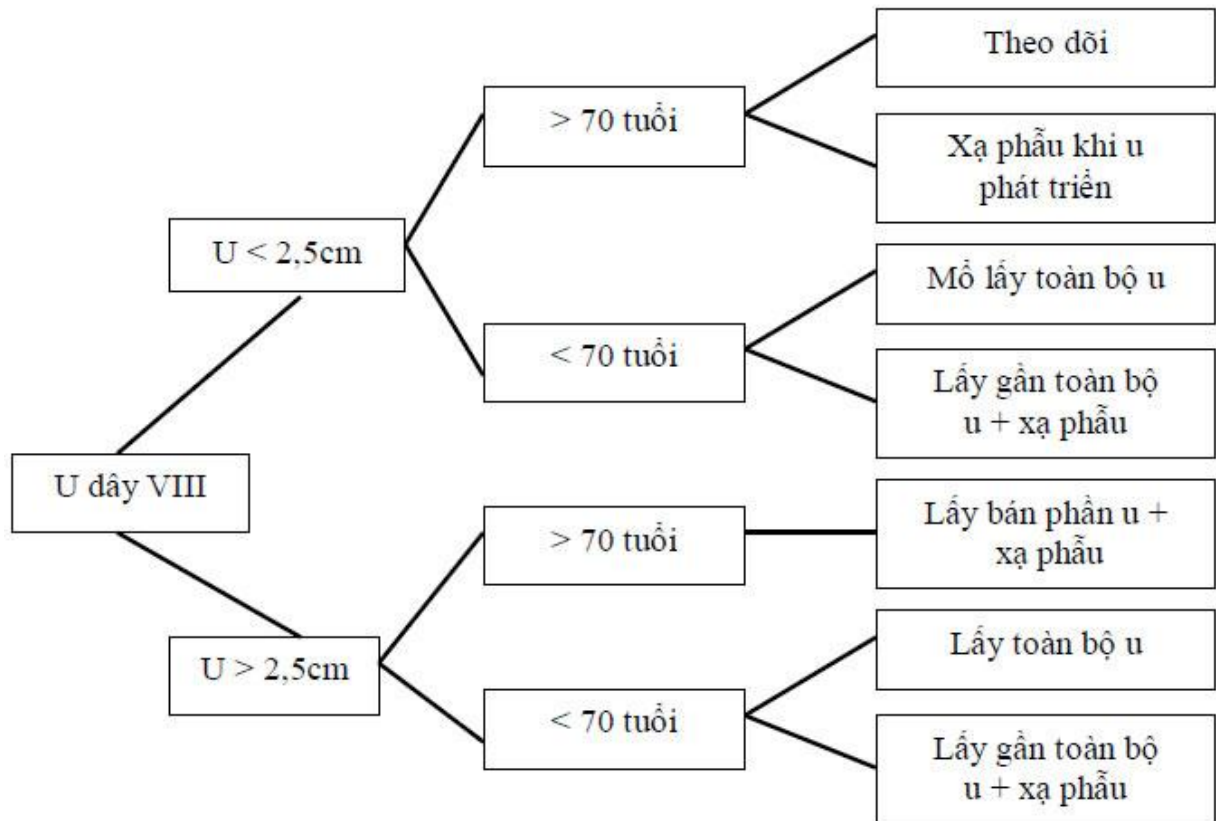 U dây VIII
U < 2,5cm
> 70 tuổi
Theo dõi
Xạ phẫu khi u
phát triển
< 70 tuổi
Mổ lấy toàn bộ u
Lấy gần toàn bộ
u + xạ phẫu
U > 2,5cm
> 70 tuổi
Lấy bán phần u +
xạ phẫu
< 70 tuổi
Lấy toàn bộ u
Lấy gần toàn bộ
u + xạ phẫu